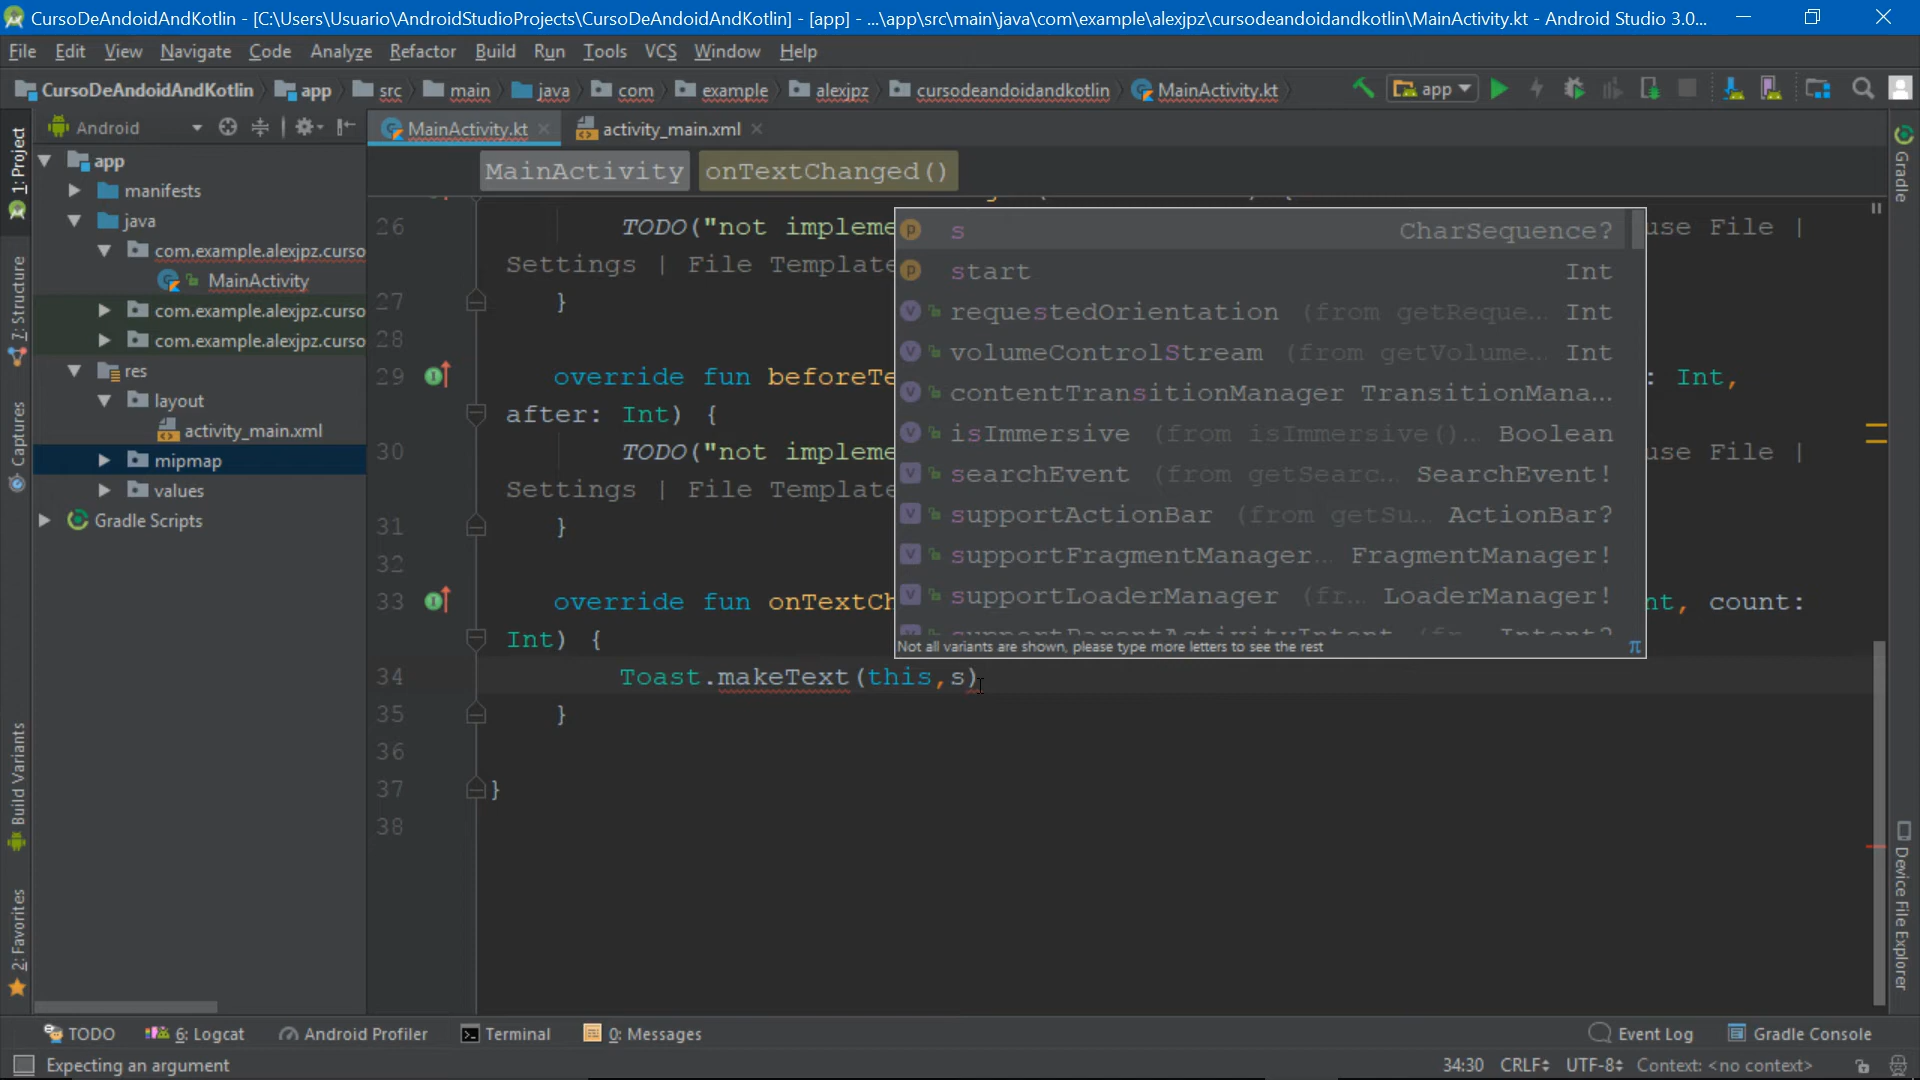 CursoDeAndoidAndKotlin - [C:\Users\Usuario\AndroidStudioProjects\CursoDeAndoidAndKotlin] - [app] - ...\app\src\main\java\com\example\alexjpz\cursodeandoidandkotlin\MainActivity.kt - Android Studio 3.0...
File Edit View Navigate Code Analyze Refactor Build Run Tools VCS Window Help
CursoDeAndoidAndKotlin app src main java com example alexjpz cursodeandoidandkotlin MainActivity.kt app
Android MainActivity.kt activity_main.xml
MainActivity onTextChanged()
1: Project
7: Structure
Captures
Build Variants
2: Favorites
app
manifests
java
com.example.alexjpz.curso
MainActivity
com.example.alexjpz.curso
com.example.alexjpz.curso
res
layout
activity_main.xml
mipmap
values
Gradle Scripts
26 TODO("not impleme use File |
Settings | File Template
27 }
28
29 override fun beforeTe : Int,
after: Int) {
30 TODO("not impleme use File |
Settings | File Template
31 }
32
33 override fun onTextCh nt, count:
Int) {
34 Toast.makeText(this,s)
35 }
36
37 }
38
s CharSequence?
start Int
requestedOrientation (from getReque... Int
volumeControlStream (from getVolume... Int
contentTransitionManager TransitionMana...
isImmersive (from isImmersive()... Boolean
searchEvent (from getSearc... SearchEvent!
supportActionBar (from getSu... ActionBar?
supportFragmentManager... FragmentManager!
supportLoaderManager (fr... LoaderManager!
supportParentActivityIntent (fr... Intent?
Not all variants are shown, please type more letters to see the rest π
Gradle
Device File Explorer
TODO 6: Logcat Android Profiler Terminal 0: Messages Event Log Gradle Console
Expecting an argument 34:30 CRLF UTF-8 Context: <no context>